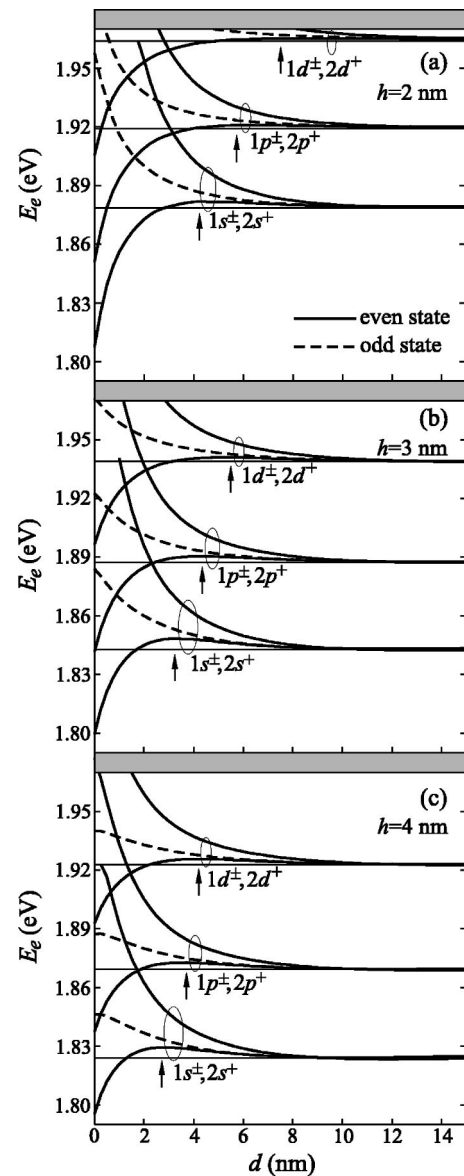 1.95
(a)
1d±,2d+
h=2 nm
1.92
1p±,2p+
Ee (eV)
1.89
1s±,2s+
1.86
1.83
even state
odd state
1.80
(b)
1.95
h=3 nm
1d±,2d+
1.92
Ee (eV)
1.89
1p±,2p+
1.86
1s±,2s+
1.83
1.80
(c)
1.95
h=4 nm
1d±,2d+
1.92
Ee (eV)
1.89
1p±,2p+
1.86
1.83
1s±,2s+
1.80
0 2 4 6 8 10 12 14
d (nm)